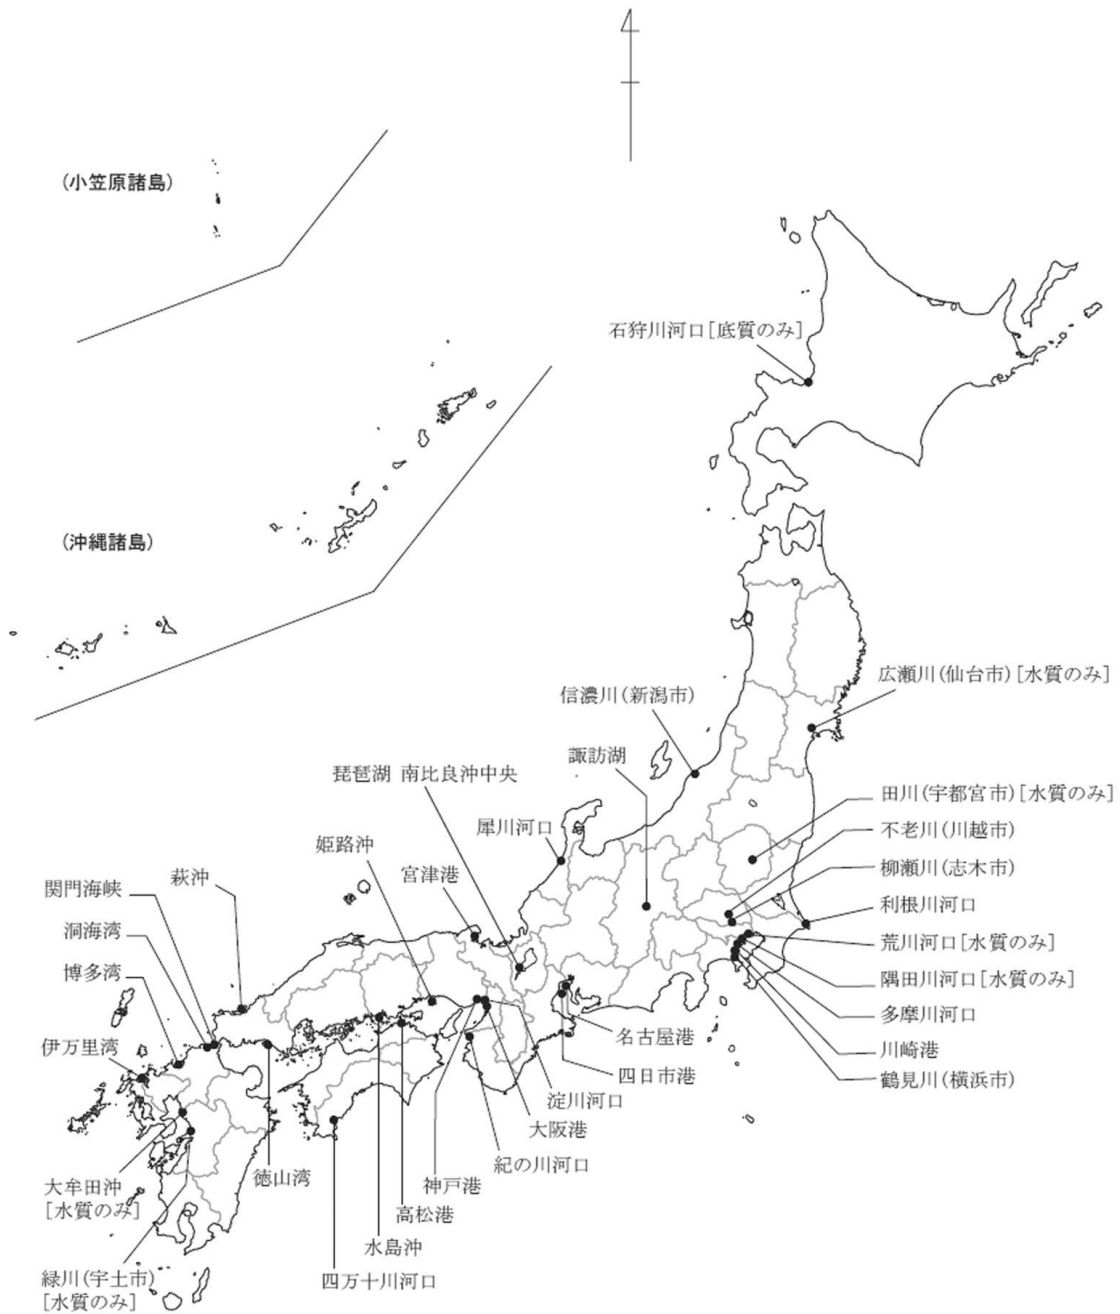 (小笠原諸島)
石狩川河口[底質のみ]
(沖縄諸島)
広瀬川(仙台市)[水質のみ]
信濃川(新潟市)
諏訪湖
琵琶湖 南比良沖中央
田川(宇都宮市)[水質のみ]
犀川河口
不老川(川越市)
姫路沖
宮津港
柳瀬川(志木市)
萩沖
関門海峡
利根川河口
洞海湾
荒川河口[水質のみ]
博多湾
隅田川河口[水質のみ]
多摩川河口
名古屋港
伊万里湾
川崎港
四日市港
鶴見川(横浜市)
淀川河口
大阪港
紀の川河口
徳山湾
神戸港
大牟田沖
[水質のみ]
高松港
水島沖
緑川(宇土市)
[水質のみ]
四万十川河口